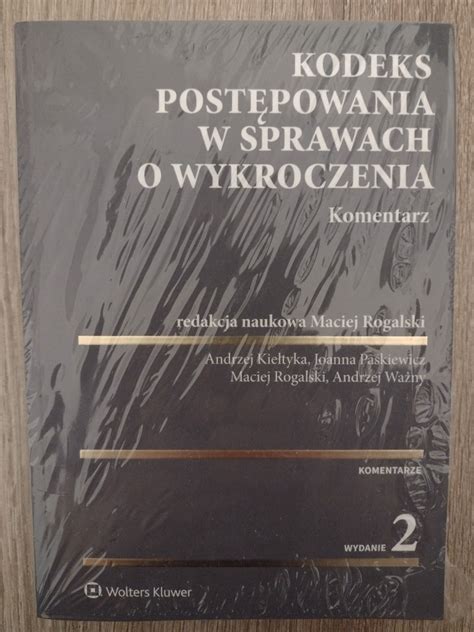 KODEKS
POSTĘPOWANIA
W SPRAWACH
O WYKROCZENIA
Komentarz
redakcja naukowa Maciej Rogalski
Andrzej Kiełtyka, Joanna Paśkiewicz
Maciej Rogalski, Andrzej Ważny
KOMENTARZE
WYDANIE 2
Wolters Kluwer